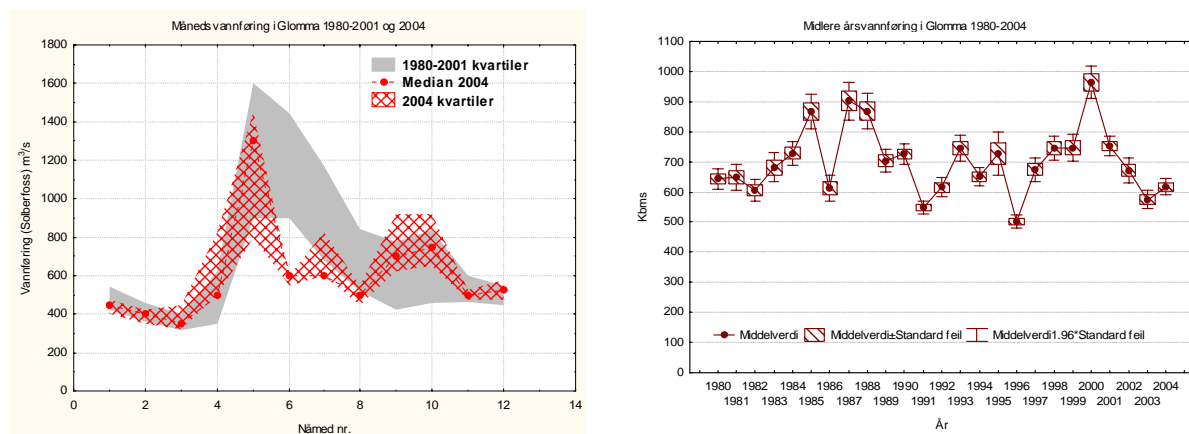 Månedsvannføring i Glomma 1980-2001 og 2004
1800
1600
1400
1200
1000
800
600
400
200
0
Vannføring (Solberfoss) m³/s
1980-2001 kvartiler
Median 2004
2004 kvartiler
0 2 4 6 8 10 12 14
Nåmed nr.
Midlere årsvannføring i Glomma 1980-2004
1100
1000
900
800
700
600
500
400
300
200
100
0
Kbms
Middelverdi Middelverdi±Standard feil Middelverdi1.96*Standard feil
1980 1982 1984 1986 1988 1990 1992 1994 1996 1998 2000 2002 2004
1981 1983 1985 1987 1989 1991 1993 1995 1997 1999 2001 2003
År